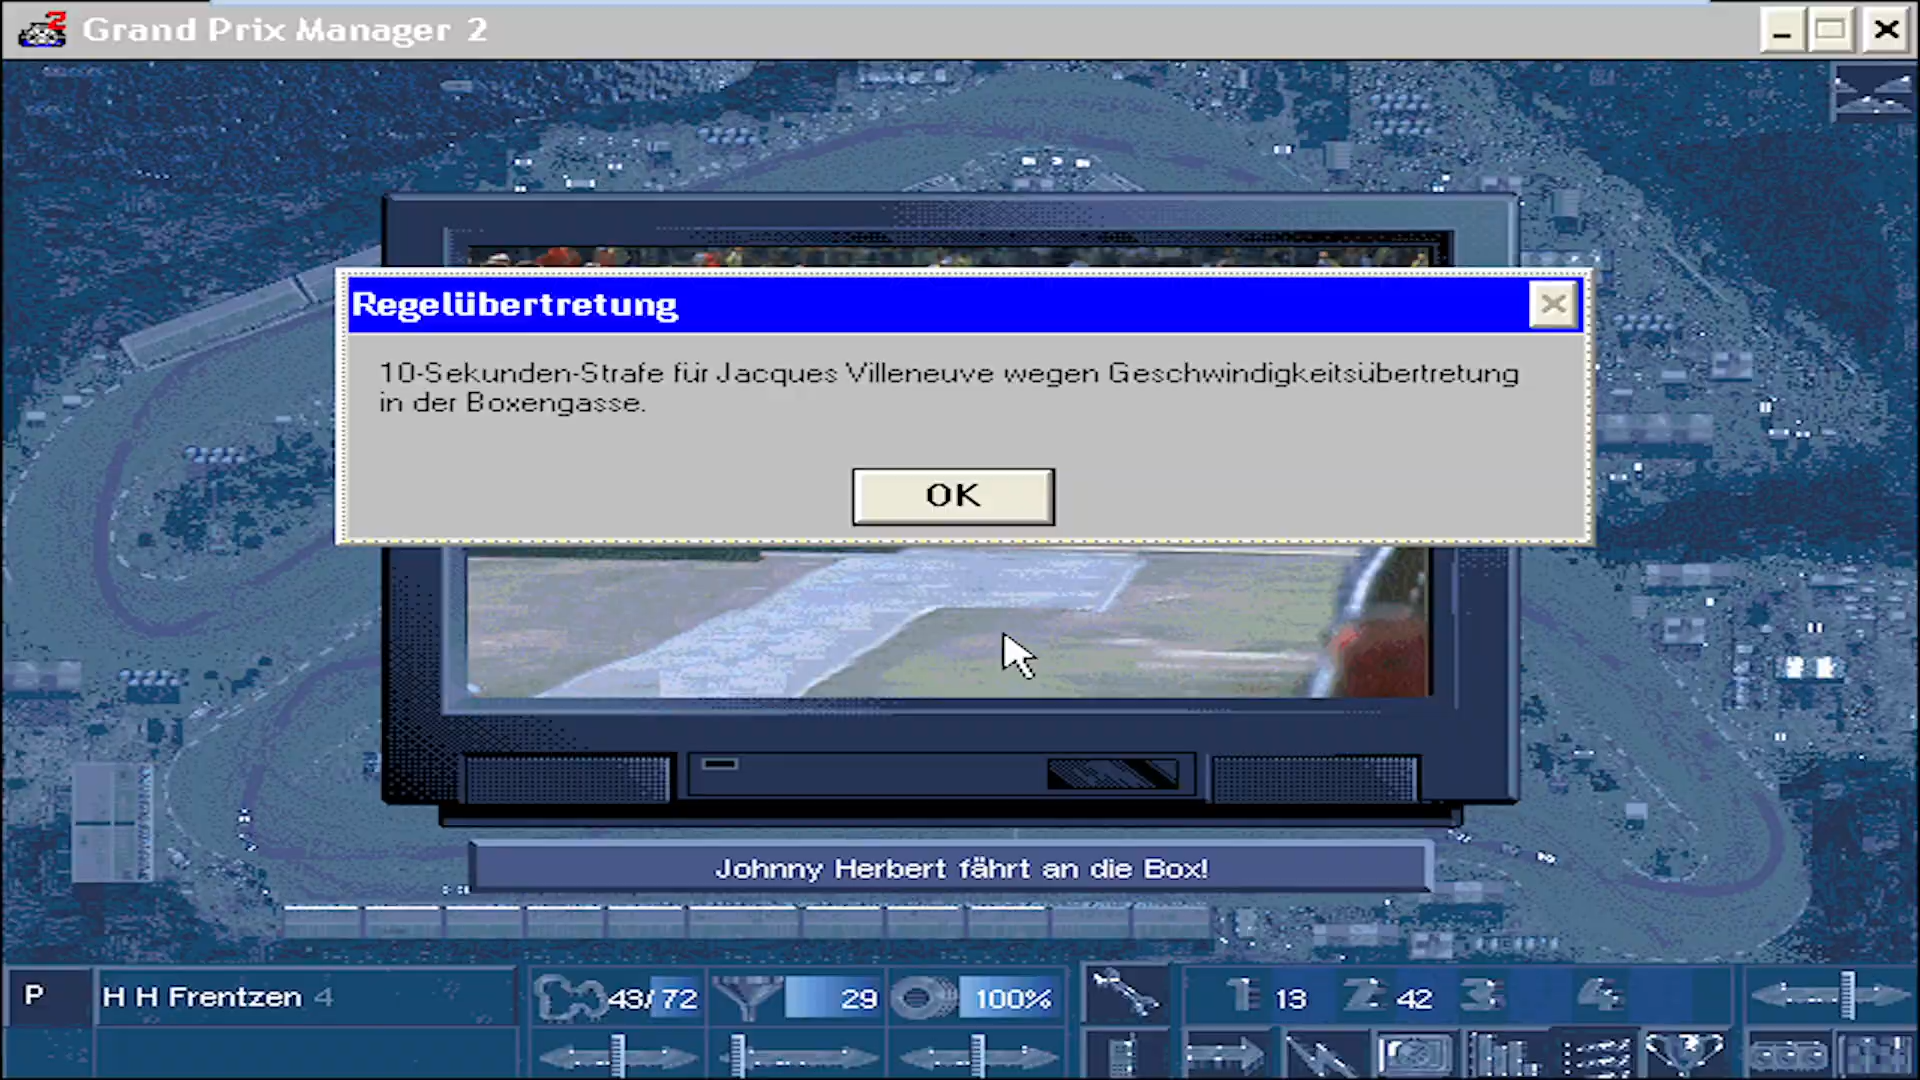 Grand Prix Manager 2
Regelübertretung
10-Sekunden-Strafe für Jacques Villeneuve wegen Geschwindigkeitsübertretung
in der Boxengasse.
OK
Johnny Herbert fährt an die Box!
P H H Frentzen 4 43/72 29 100% 1 13 2 42 3 4